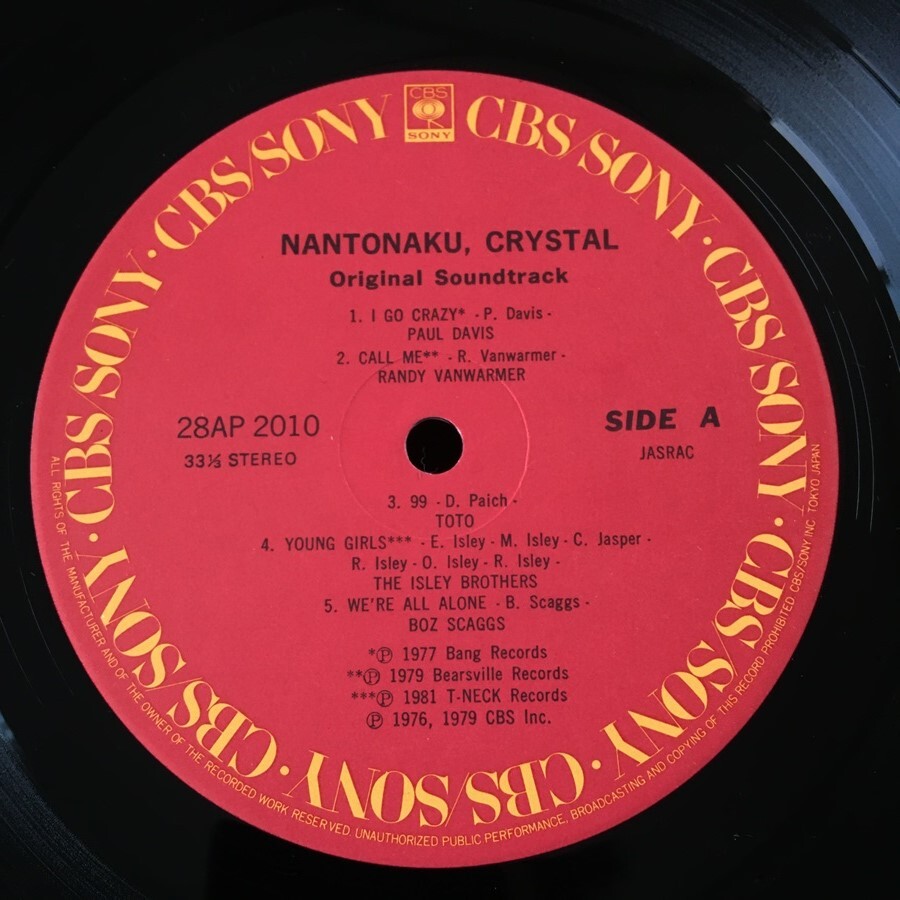 CBS/SONY · CBS/SONY · CBS/SONY · CBS/SONY · CBS/SONY · CBS/SONY · CBS/SONY · CBS/SONY
CBS
SONY
NANTONAKU, CRYSTAL
Original Soundtrack
1. I GO CRAZY* - P. Davis -
PAUL DAVIS
2. CALL ME** - R. Vanwarmer -
RANDY VANWARMER
28AP 2010
33⅓ STEREO
SIDE A
JASRAC
3. 99 - D. Paich -
TOTO
4. YOUNG GIRLS*** - E. Isley - M. Isley - C. Jasper -
R. Isley - O. Isley - R. Isley -
THE ISLEY BROTHERS
5. WE'RE ALL ALONE - B. Scaggs -
BOZ SCAGGS
*Ⓟ 1977 Bang Records
**Ⓟ 1979 Bearsville Records
***Ⓟ 1981 T-NECK Records
Ⓟ 1976, 1979 CBS Inc.
ALL RIGHTS OF THE MANUFACTURER AND OF THE OWNER OF THE RECORDED WORK RESERVED. UNAUTHORIZED PUBLIC PERFORMANCE, BROADCASTING AND COPYING OF THIS RECORD PROHIBITED CBS/SONY INC. TOKYO JAPAN